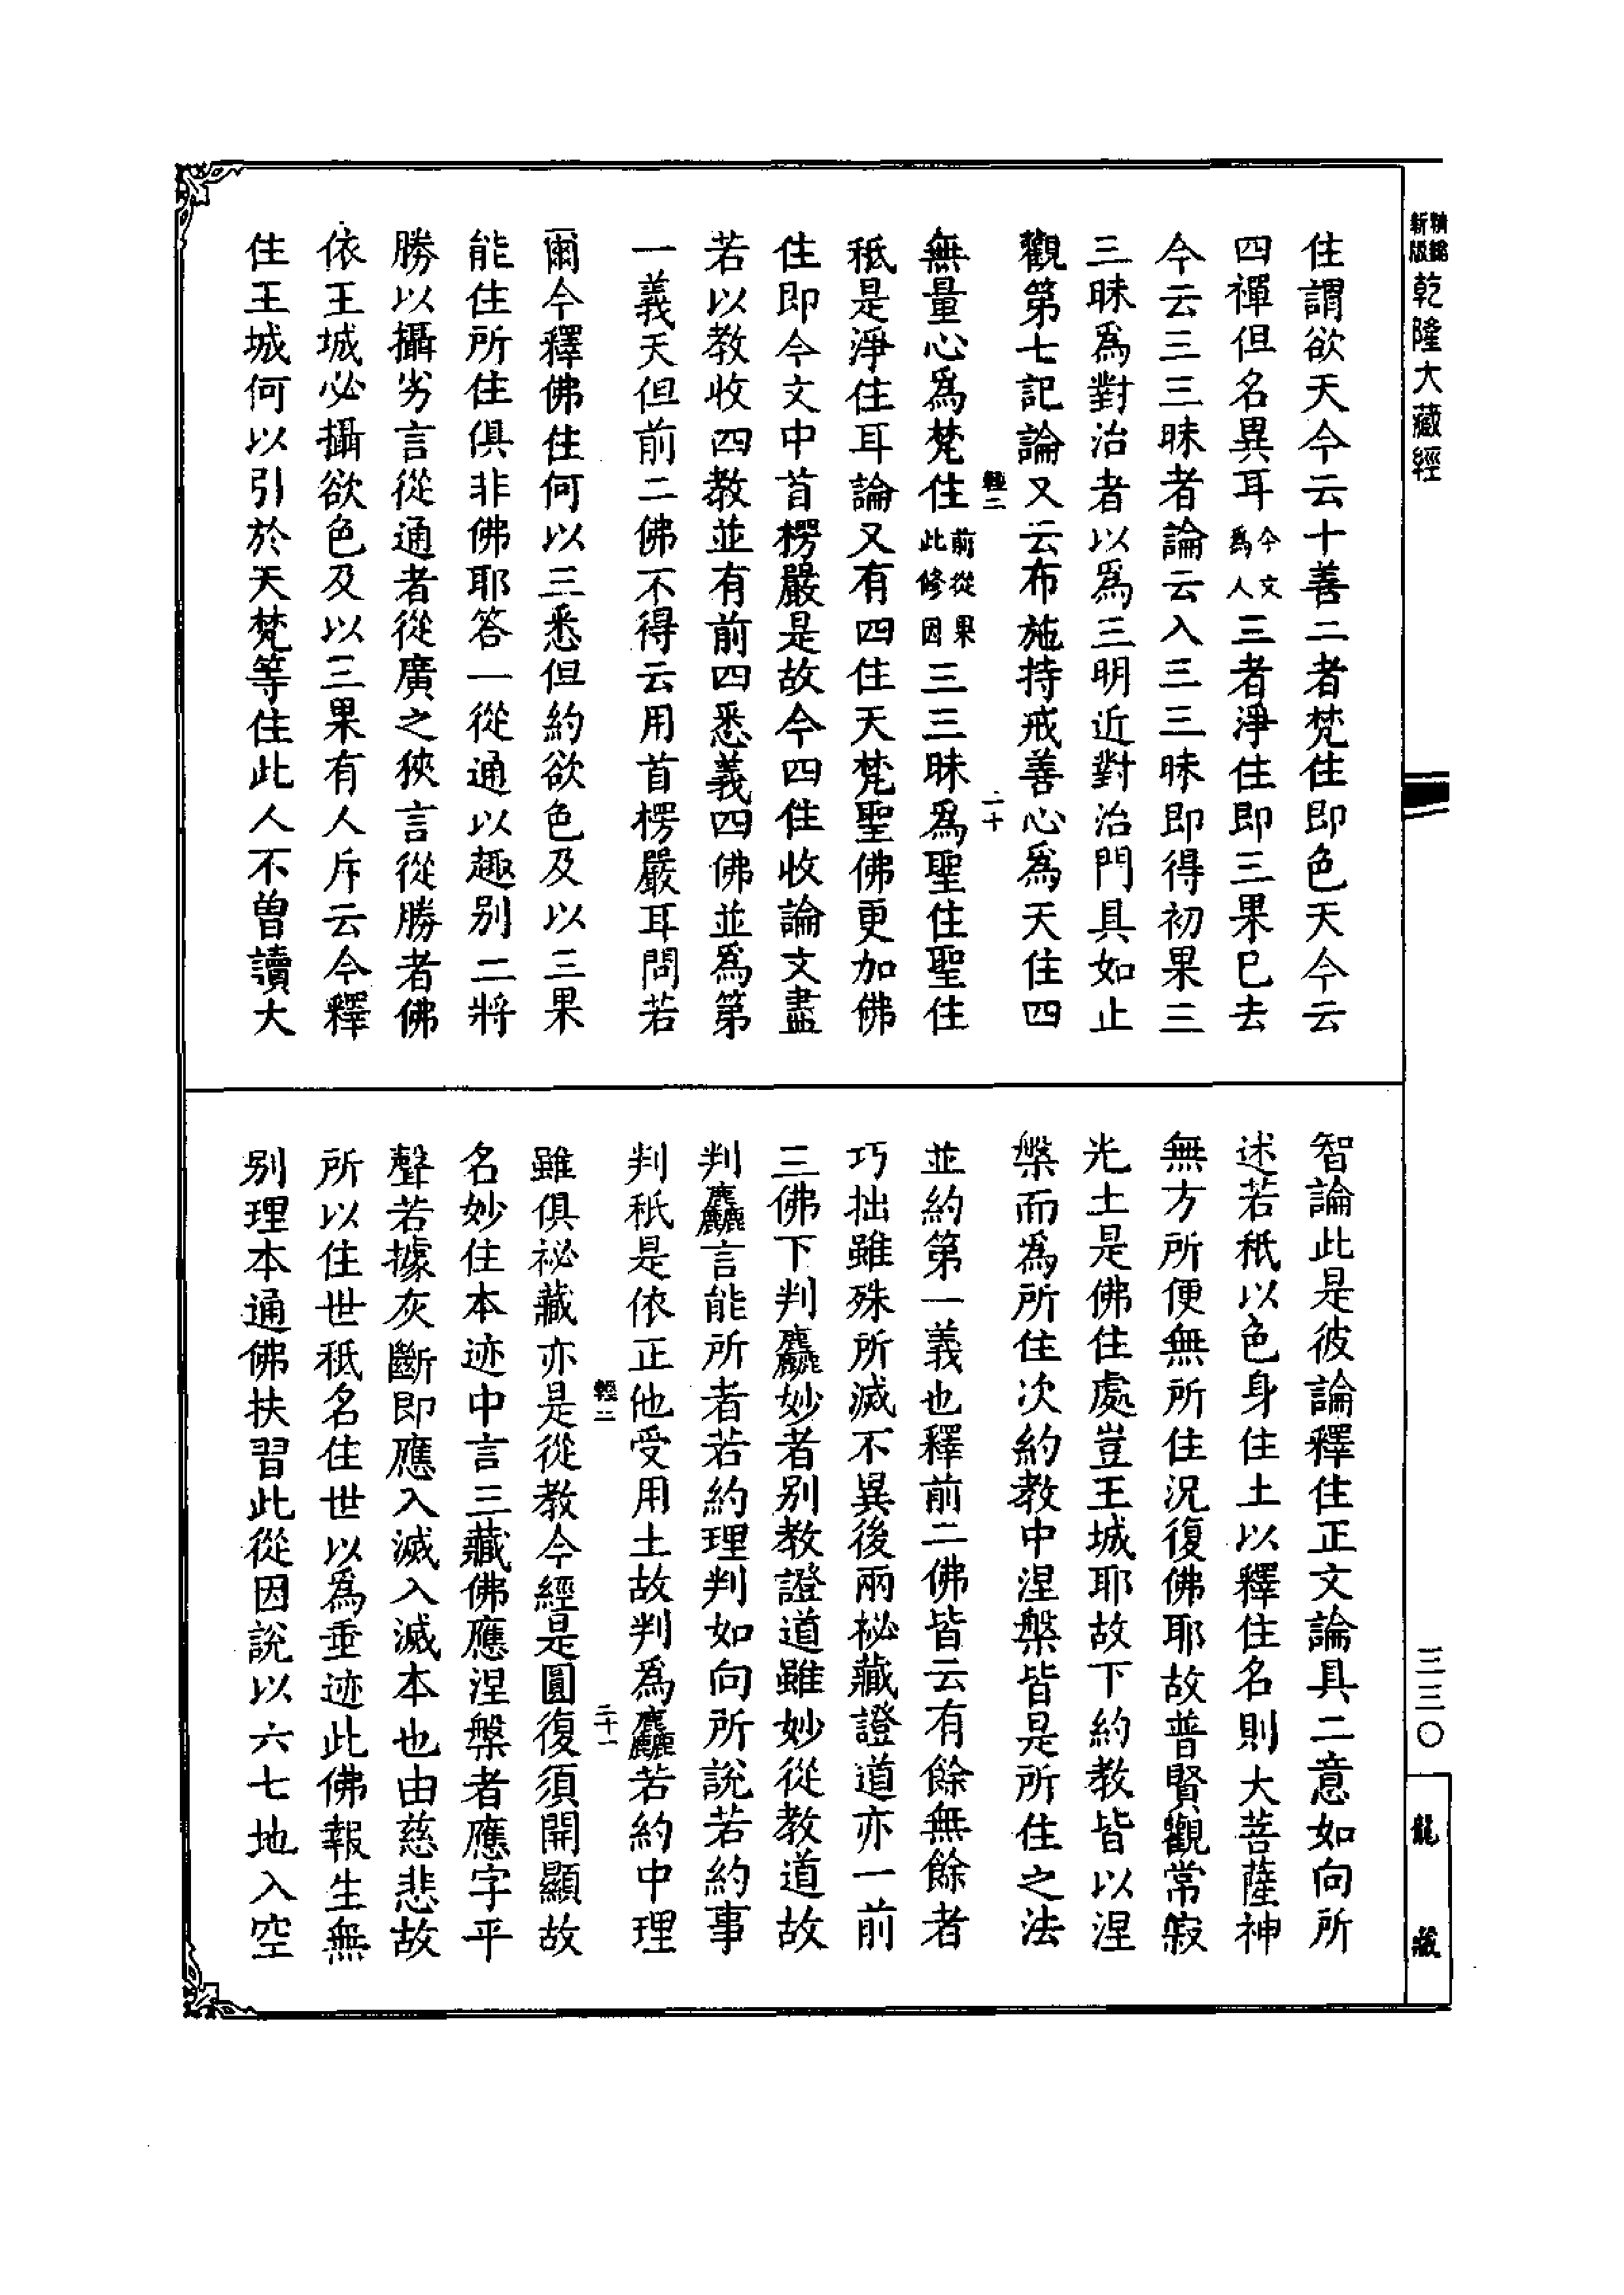 精編
新版
乾隆大藏經
住謂欲天今云十善二者梵住即色天今云
四禪但名異耳今文爲人三者淨住即三果已去
今云三三昧者論云入三三昧即得初果三
三昧爲對治者以爲三明近對治門具如止
觀第七記論又云布施持戒善心爲天住四
輕二
二十
無量心爲梵住前從果此修因三三昧爲聖住聖住
秖是淨住耳論又有四住天梵聖佛更加佛
住即今文中首楞嚴是故今四住收論文盡
若以教收四教並有前四悉義四佛並爲第
一義天但前二佛不得云用首楞嚴耳問若
爾今釋佛住何以三悉但約欲色及以三果
能住所住俱非佛耶答一從通以趣别二將
勝以攝劣言從通者從廣之狹言從勝者佛
依王城必攝欲色及以三果有人斥云今釋
住王城何以引於天梵等住此人不曾讀大
智論此是彼論釋住正文論具二意如向所
述若秖以色身住土以釋住名則大菩薩神
無方所便無所住況復佛耶故普賢觀常寂
光土是佛住處豈王城耶故下約教皆以涅
槃而爲所住次約教中涅槃皆是所住之法
並約第一義也釋前二佛皆云有餘無餘者
巧拙雖殊所滅不異後兩祕藏證道亦一前
三佛下判麤妙者别教證道雖妙從教道故
判麤言能所者若約理判如向所說若約事
判秖是依正他受用土故判爲麤若約中理
輕二
二十一
雖俱祕藏亦是從教今經是圓復須開顯故
名妙住本迹中言三藏佛應涅槃者應字平
聲若據灰斷即應入滅入滅本也由慈悲故
所以住世秖名住世以爲垂迹此佛報生無
别理本通佛扶習此從因說以六七地入空
三三〇
龍藏